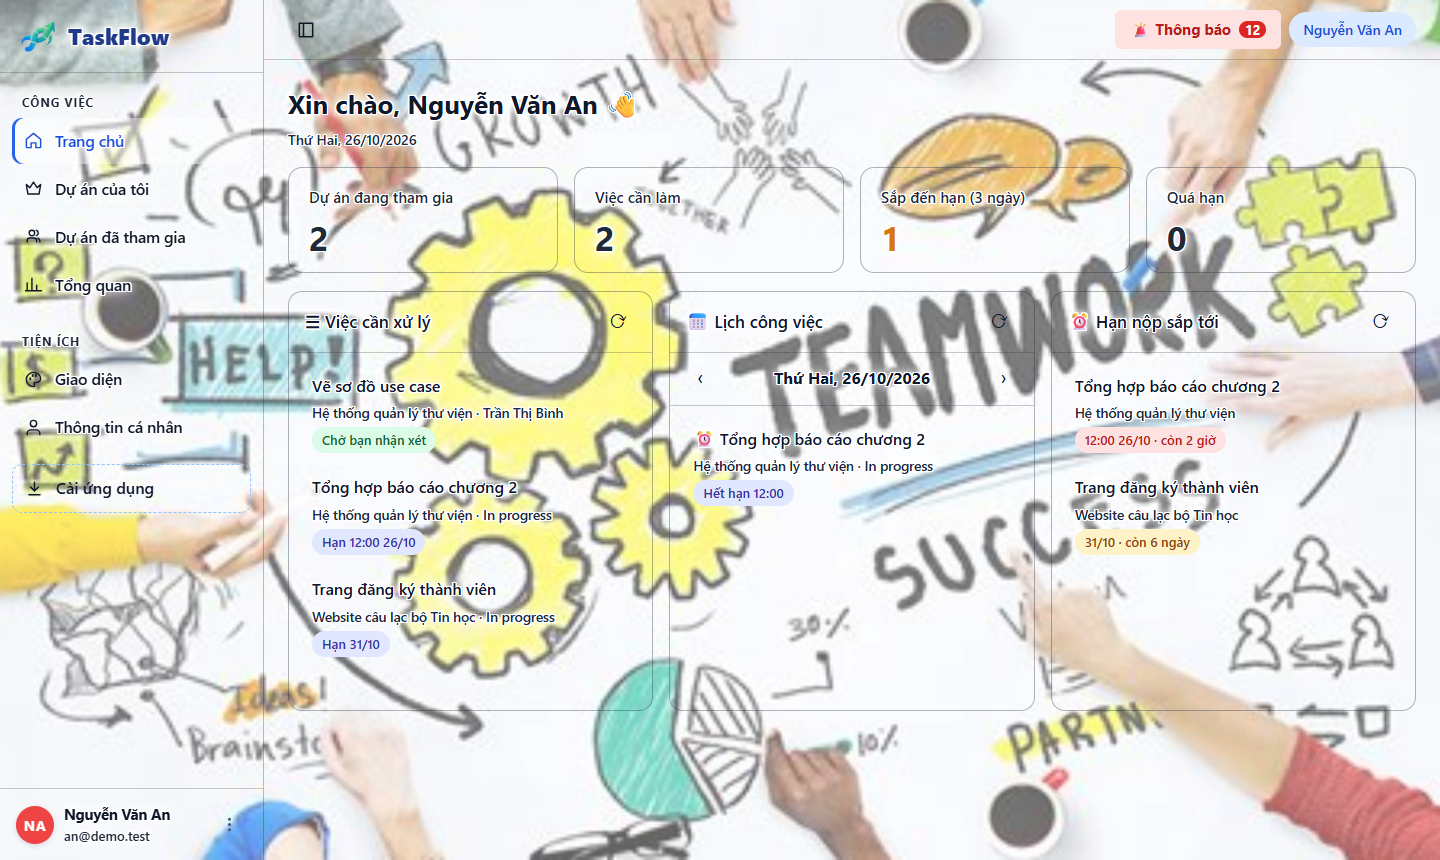 TaskFlow
Thông báo 12
Nguyễn Văn An
CÔNG VIỆC
Trang chủ
Dự án của tôi
Dự án đã tham gia
Tổng quan
TIỆN ÍCH
Giao diện
Thông tin cá nhân
Cài ứng dụng
Nguyễn Văn An
NA
an@demo.test
Xin chào, Nguyễn Văn An
Thứ Hai, 26/10/2026
Dự án đang tham gia
2
Việc cần làm
2
Sắp đến hạn (3 ngày)
1
Quá hạn
0
Việc cần xử lý
Vẽ sơ đồ use case
Hệ thống quản lý thư viện · Trần Thị Bình
Chờ bạn nhận xét
Tổng hợp báo cáo chương 2
Hệ thống quản lý thư viện · In progress
Hạn 12:00 26/10
Trang đăng ký thành viên
Website câu lạc bộ Tin học · In progress
Hạn 31/10
Lịch công việc
‹ Thứ Hai, 26/10/2026 ›
Tổng hợp báo cáo chương 2
Hệ thống quản lý thư viện · In progress
Hết hạn 12:00
Hạn nộp sắp tới
Tổng hợp báo cáo chương 2
Hệ thống quản lý thư viện
12:00 26/10 · còn 2 giờ
Trang đăng ký thành viên
Website câu lạc bộ Tin học
31/10 · còn 6 ngày
GROWTH
TOGETHER
TEAMWORK
HELP!
SUCCESS
30%
10%
Ideas!